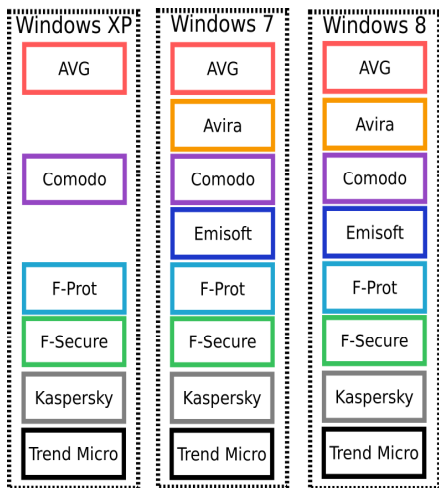 Windows XP
AVG
Comodo
F-Prot
F-Secure
Kaspersky
Trend Micro
Windows 7
AVG
Avira
Comodo
Emisoft
F-Prot
F-Secure
Kaspersky
Trend Micro
Windows 8
AVG
Avira
Comodo
Emisoft
F-Prot
F-Secure
Kaspersky
Trend Micro